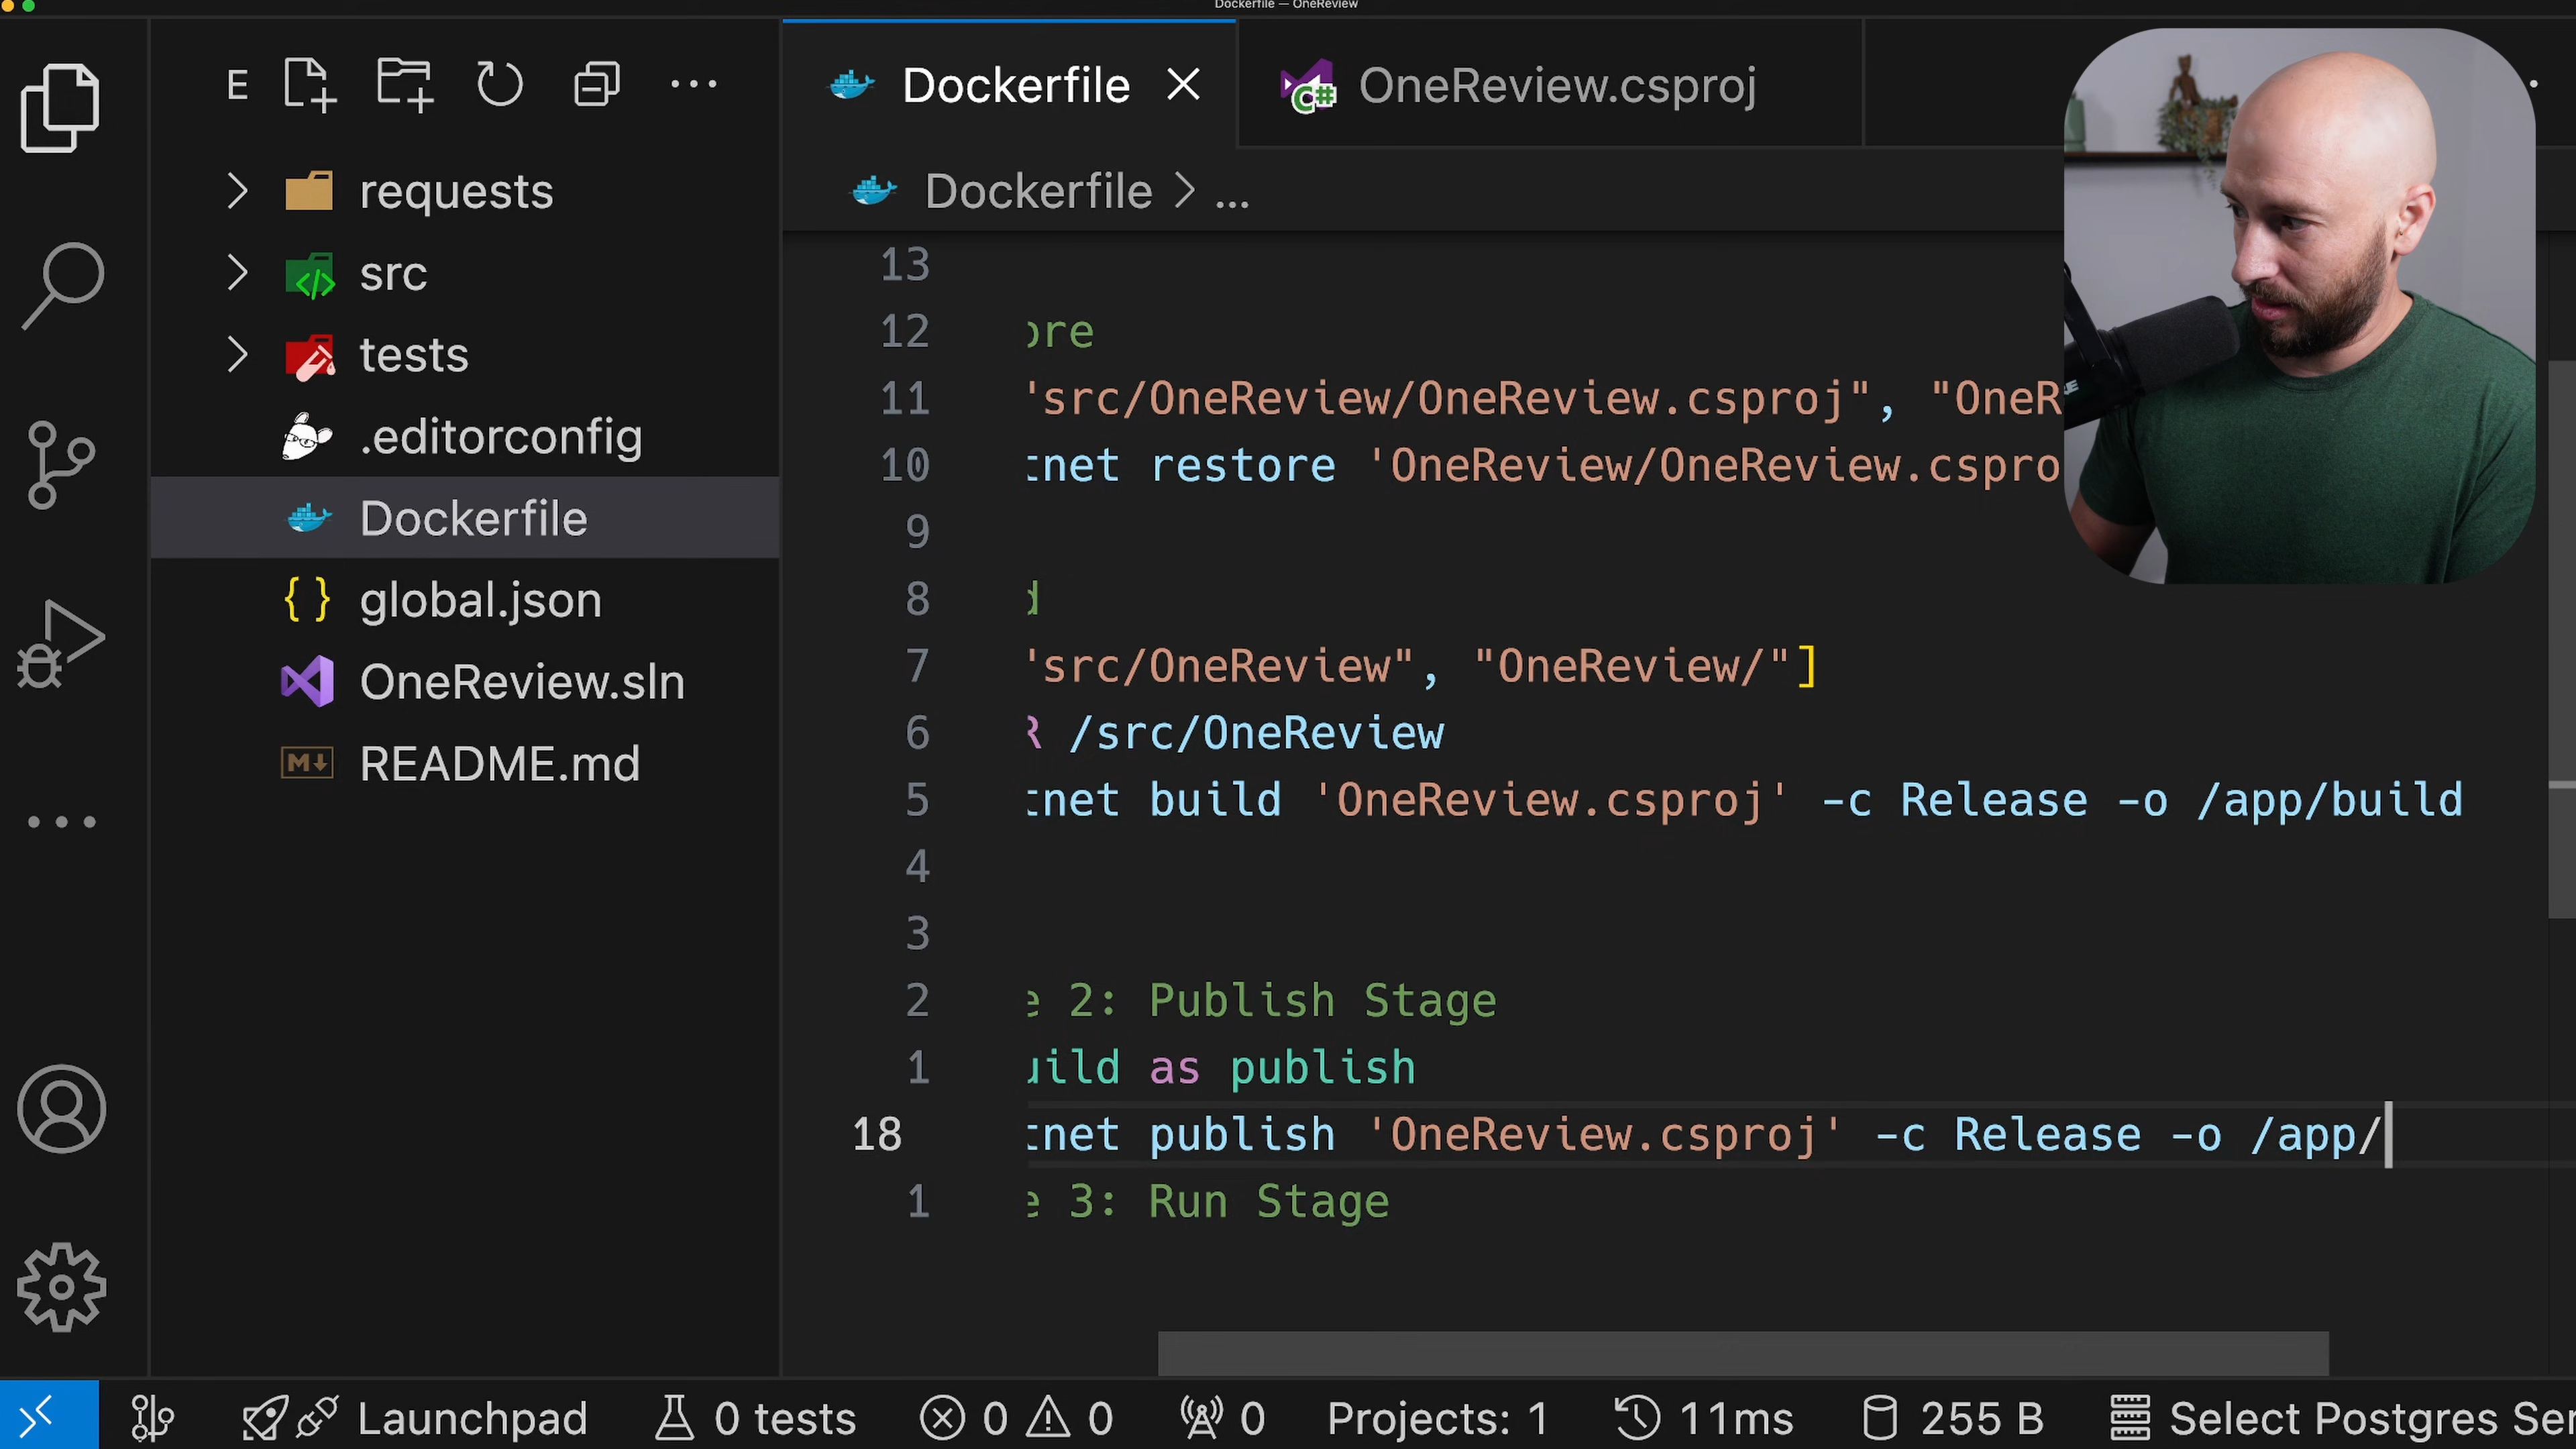 Dockerfile — OneReview
E
Dockerfile
OneReview.csproj
requests
src
tests
.editorconfig
Dockerfile
{ } global.json
OneReview.sln
M README.md
Dockerfile > ...
13
12 ore
11 "src/OneReview/OneReview.csproj", "OneR
10 tnet restore 'OneReview/OneReview.cspro
9
8 d
7 "src/OneReview", "OneReview/"]
6 R /src/OneReview
5 tnet build 'OneReview.csproj' -c Release -o /app/build
4
3
2 e 2: Publish Stage
1 uild as publish
18 tnet publish 'OneReview.csproj' -c Release -o /app/
1 e 3: Run Stage
Launchpad 0 tests 0 0 0 Projects: 1 11ms 255 B Select Postgres Ser